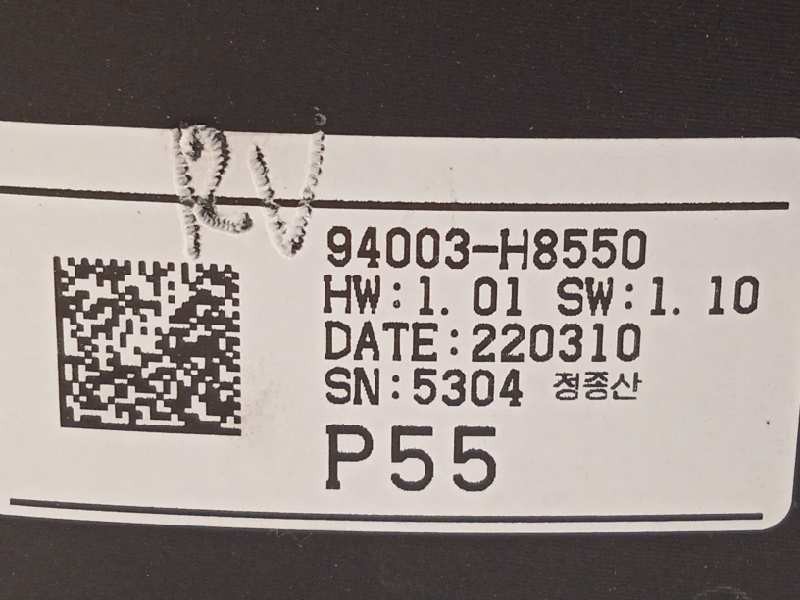 RV
94003-H8550
HW:1.01 SW:1.10
DATE:220310
SN:5304 정종산
P55